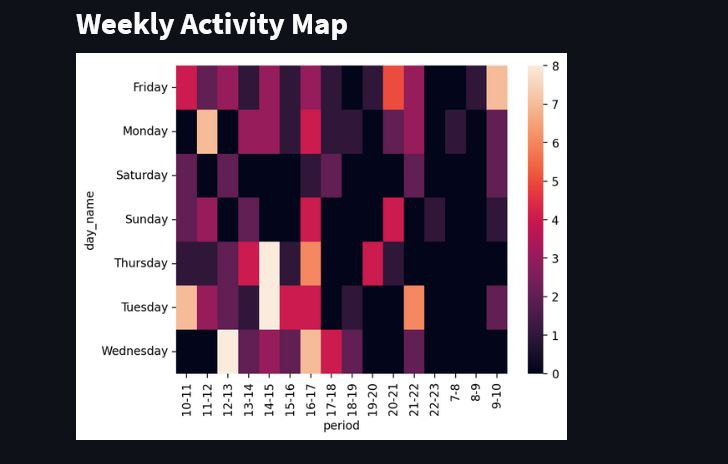 Weekly Activity Map
day_name
Friday
Monday
Saturday
Sunday
Thursday
Tuesday
Wednesday
8
7
6
5
4
3
2
1
0
10-11
11-12
12-13
13-14
14-15
15-16
16-17
17-18
18-19
19-20
20-21
21-22
22-23
7-8
8-9
9-10
period